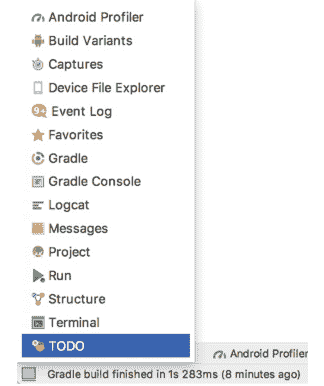 Android Profiler
Build Variants
Captures
Device File Explorer
Event Log
Favorites
Gradle
Gradle Console
Logcat
Messages
Project
Run
Structure
Terminal
TODO
Android Profiler
Gradle build finished in 1s 283ms (8 minutes ago)